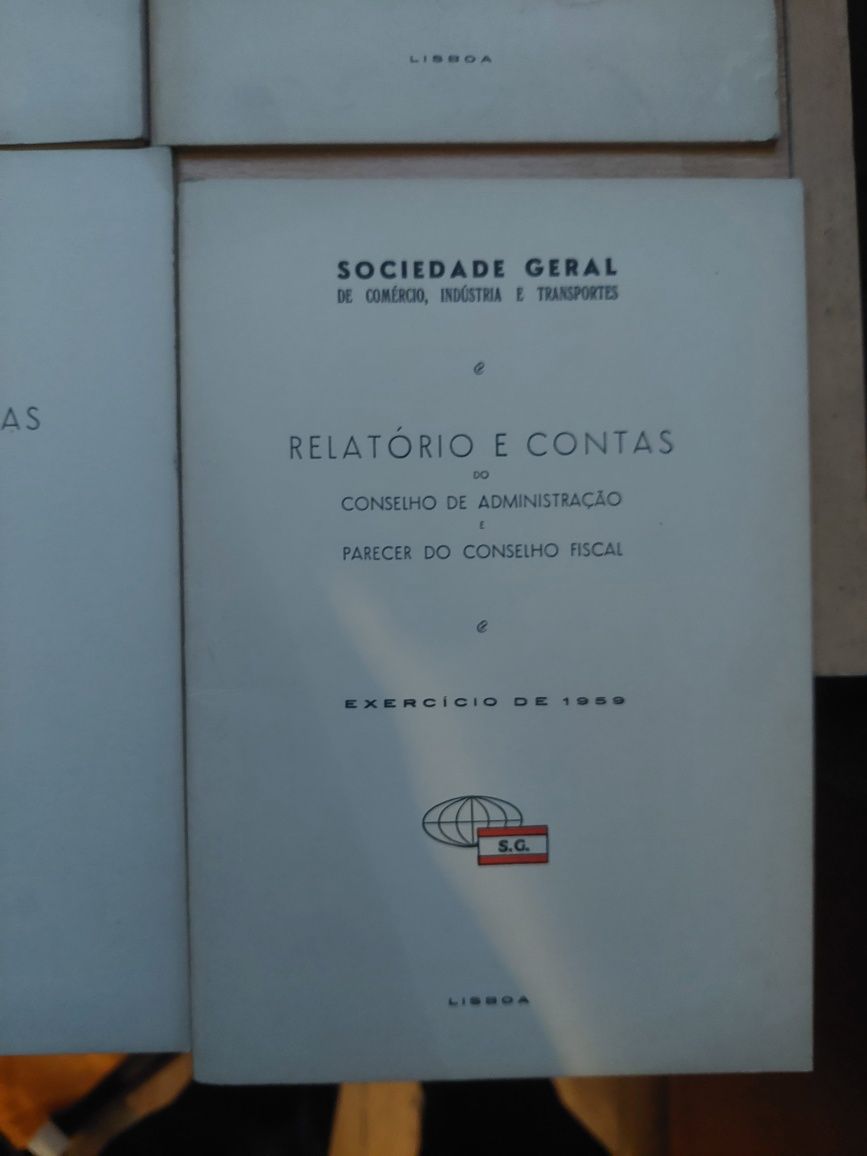 LISBOA
AS
SOCIEDADE GERAL
DE COMÉRCIO, INDÚSTRIA E TRANSPORTES
RELATÓRIO E CONTAS
DO
CONSELHO DE ADMINISTRAÇÃO
E
PARECER DO CONSELHO FISCAL
EXERCÍCIO DE 1959
S.G.
LISBOA